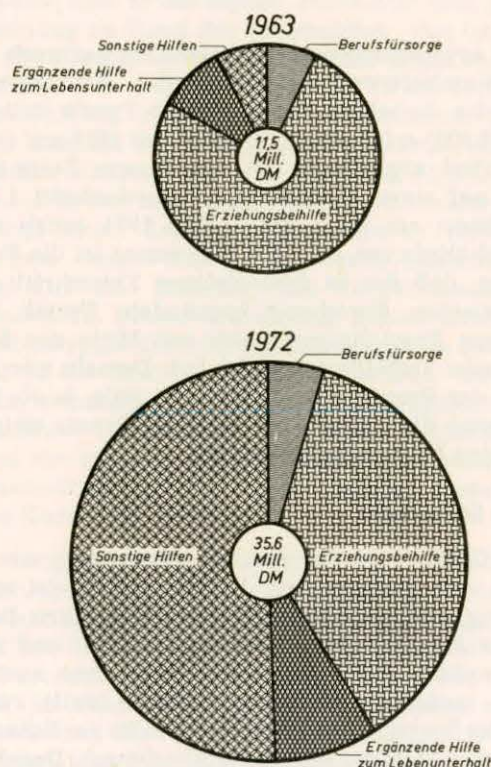 1963
Sonstige Hilfen
Berufsfürsorge
Ergänzende Hilfe
zum Lebensunterhalt
11,5
Mill.
DM
Erziehungsbeihilfe
1972
Berufsfürsorge
Sonstige Hilfen
35.6
Mill.
DM
Erziehungsbeihilfe
Ergänzende Hilfe
zum Lebenunterhalt